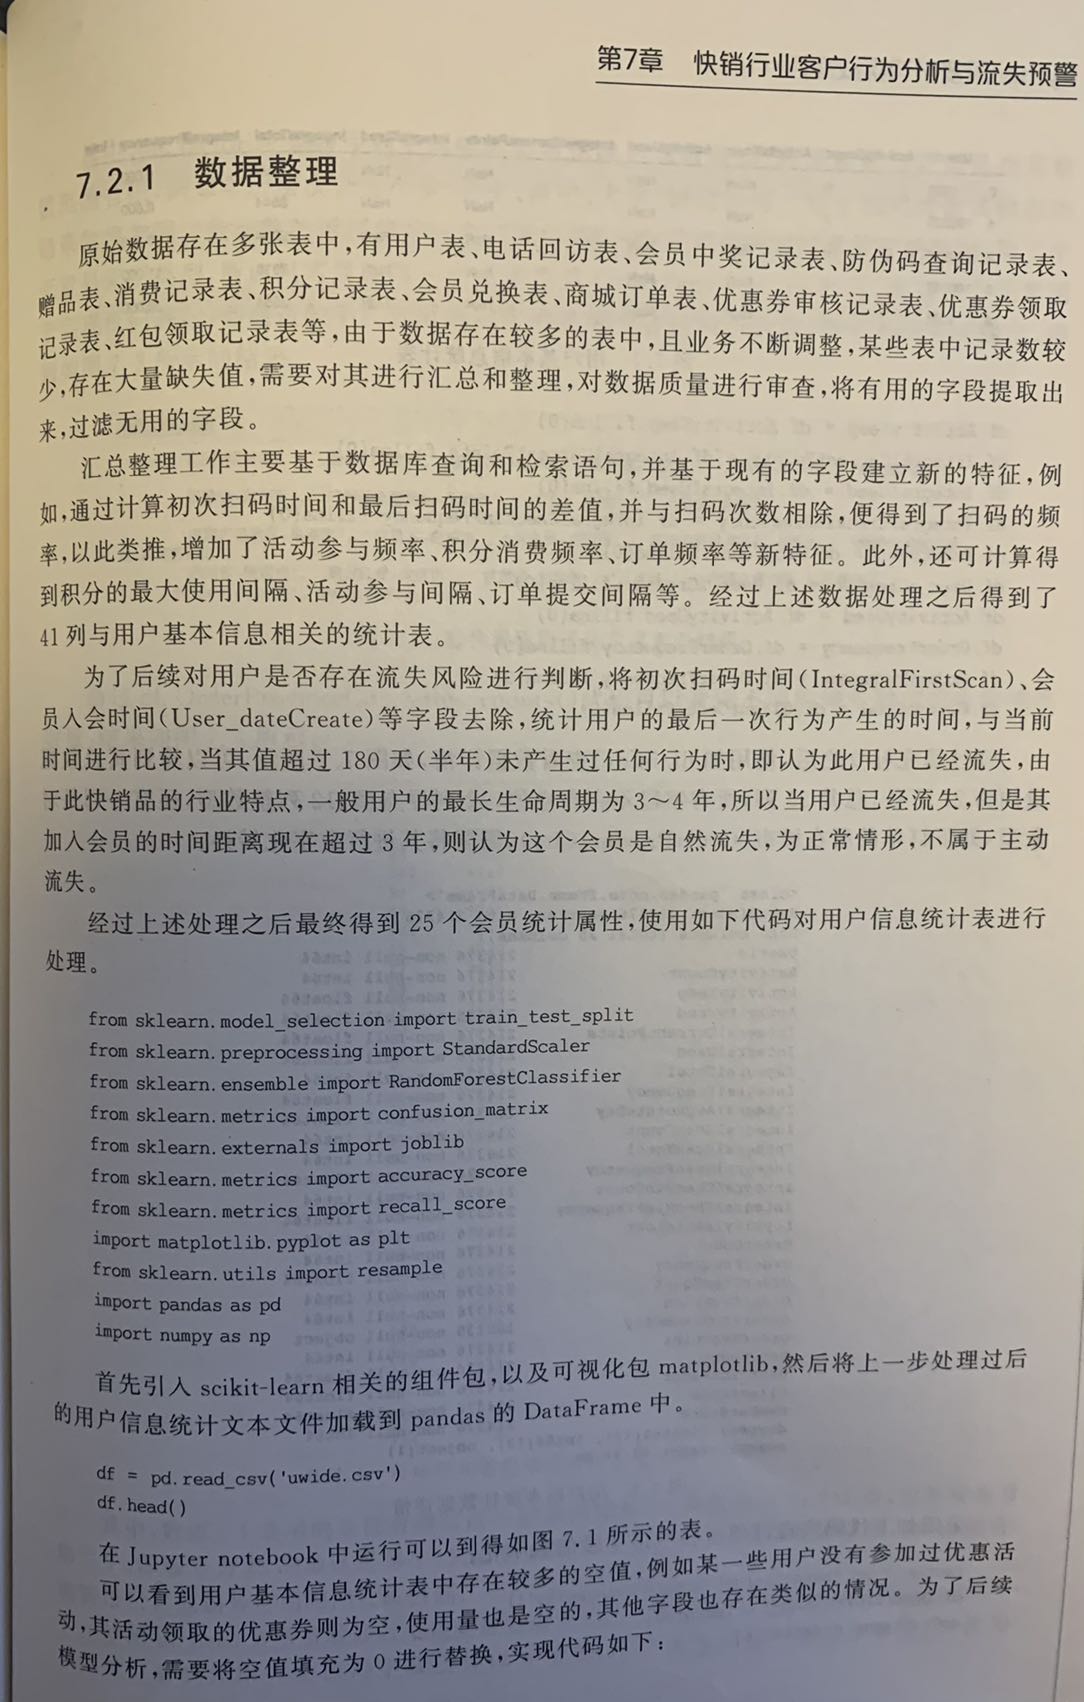 第7章 快销行业客户行为分析与流失预警
7.2.1 数据整理
原始数据存在多张表中,有用户表、电话回访表、会员中奖记录表、防伪码查询记录表、
赠品表、消费记录表、积分记录表、会员兑换表、商城订单表、优惠券审核记录表、优惠券领取
记录表、红包领取记录表等,由于数据存在较多的表中,且业务不断调整,某些表中记录数较
少,存在大量缺失值,需要对其进行汇总和整理,对数据质量进行审查,将有用的字段提取出
来,过滤无用的字段。
汇总整理工作主要基于数据库查询和检索语句,并基于现有的字段建立新的特征,例
如,通过计算初次扫码时间和最后扫码时间的差值,并与扫码次数相除,便得到了扫码的频
率,以此类推,增加了活动参与频率、积分消费频率、订单频率等新特征。此外,还可计算得
到积分的最大使用间隔、活动参与间隔、订单提交间隔等。经过上述数据处理之后得到了
41列与用户基本信息相关的统计表。
为了后续对用户是否存在流失风险进行判断,将初次扫码时间(IntegralFirstScan)、会
员入会时间(User_dateCreate)等字段去除,统计用户的最后一次行为产生的时间,与当前
时间进行比较,当其值超过180天(半年)未产生过任何行为时,即认为此用户已经流失,由
于此快销品的行业特点,一般用户的最长生命周期为3~4年,所以当用户已经流失,但是其
加入会员的时间距离现在超过3年,则认为这个会员是自然流失,为正常情形,不属于主动
流失。
经过上述处理之后最终得到25个会员统计属性,使用如下代码对用户信息统计表进行
处理。
from sklearn.model_selection import train_test_split
from sklearn.preprocessing import StandardScaler
from sklearn.ensemble import RandomForestClassifier
from sklearn.metrics import confusion_matrix
from sklearn.externals import joblib
from sklearn.metrics import accuracy_score
from sklearn.metrics import recall_score
import matplotlib.pyplot as plt
from sklearn.utils import resample
import pandas as pd
import numpy as np
首先引入 scikit-learn 相关的组件包,以及可视化包 matplotlib,然后将上一步处理过后
的用户信息统计文本文件加载到 pandas 的 DataFrame 中。
df = pd.read_csv('uwide.csv')
df.head()
在 Jupyter notebook 中运行可以到得如图7.1所示的表。
可以看到用户基本信息统计表中存在较多的空值,例如某一些用户没有参加过优惠活
动,其活动领取的优惠券则为空,使用量也是空的,其他字段也存在类似的情况。为了后续
模型分析,需要将空值填充为0进行替换,实现代码如下: